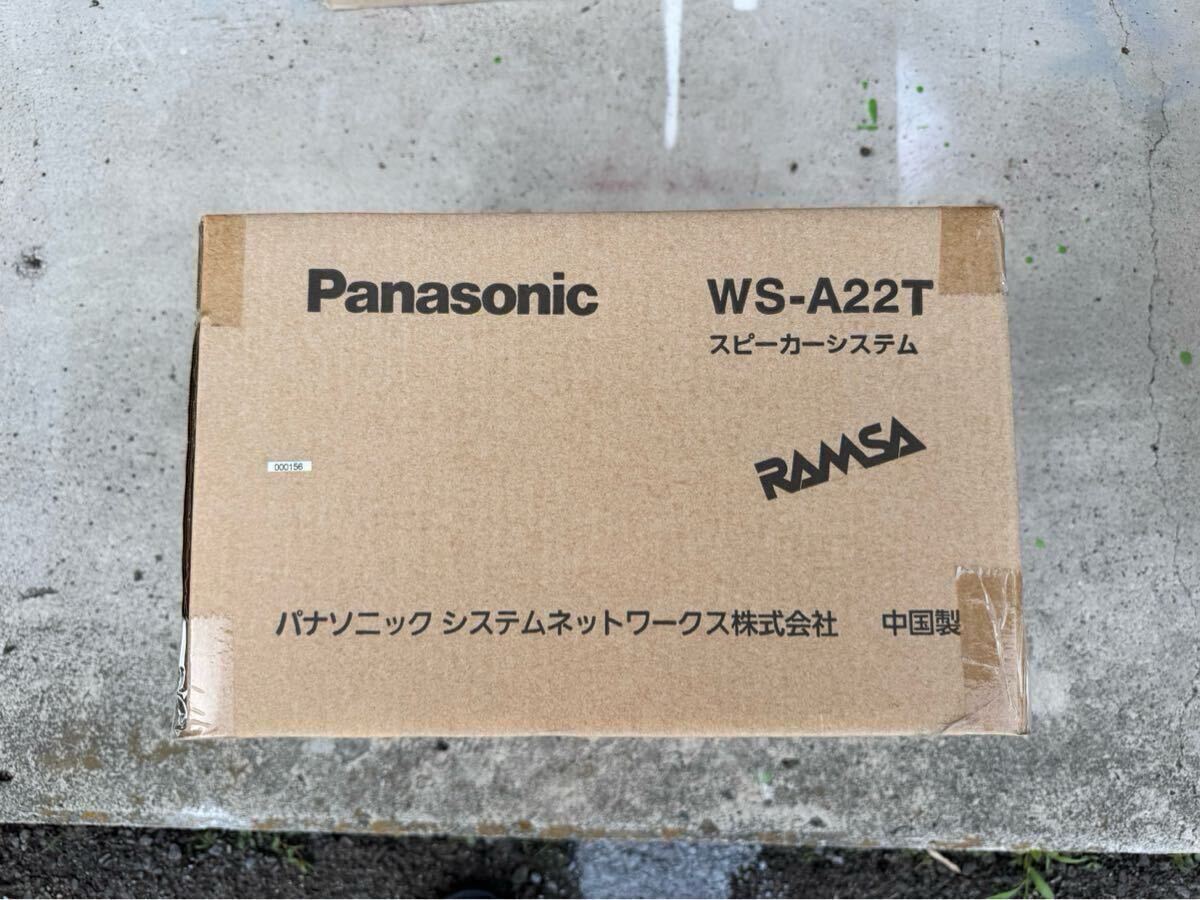 Panasonic
WS-A22T
スピーカーシステム
RAMSA
000156
パナソニック システムネットワークス株式会社 中国製